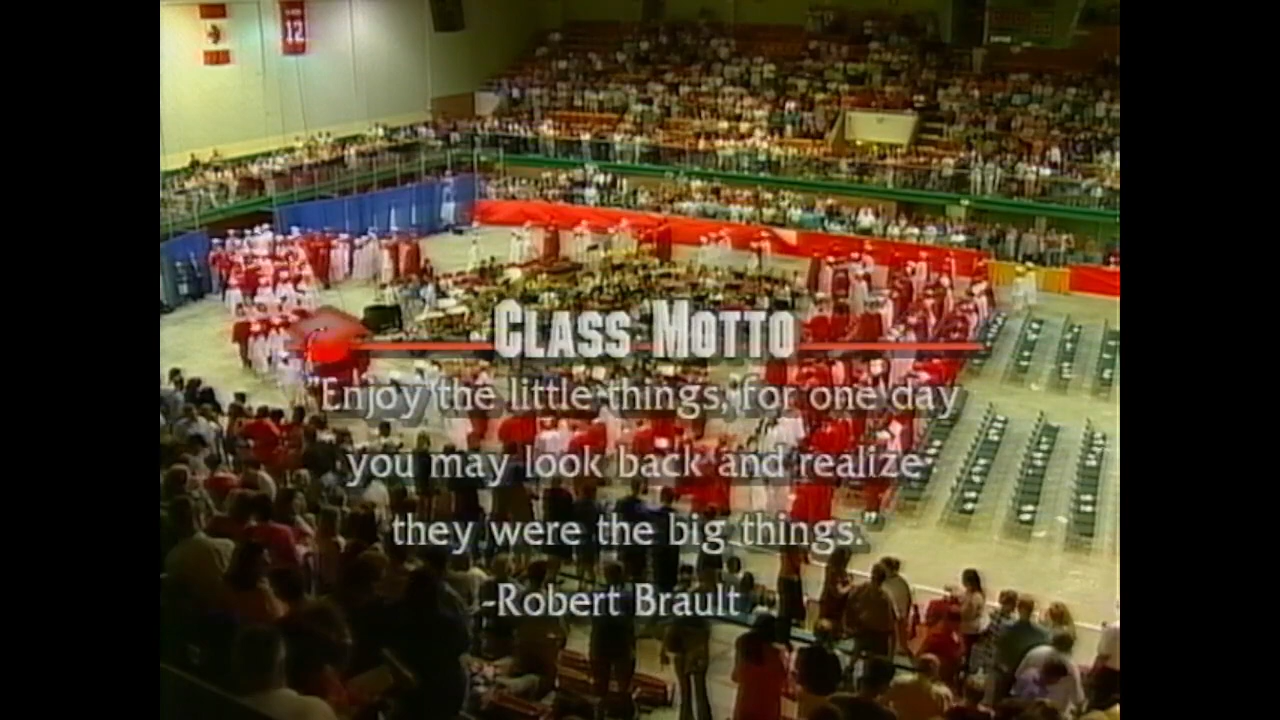 12
CLASS MOTTO
"Enjoy the little things, for one day
you may look back and realize
they were the big things."
-Robert Brault